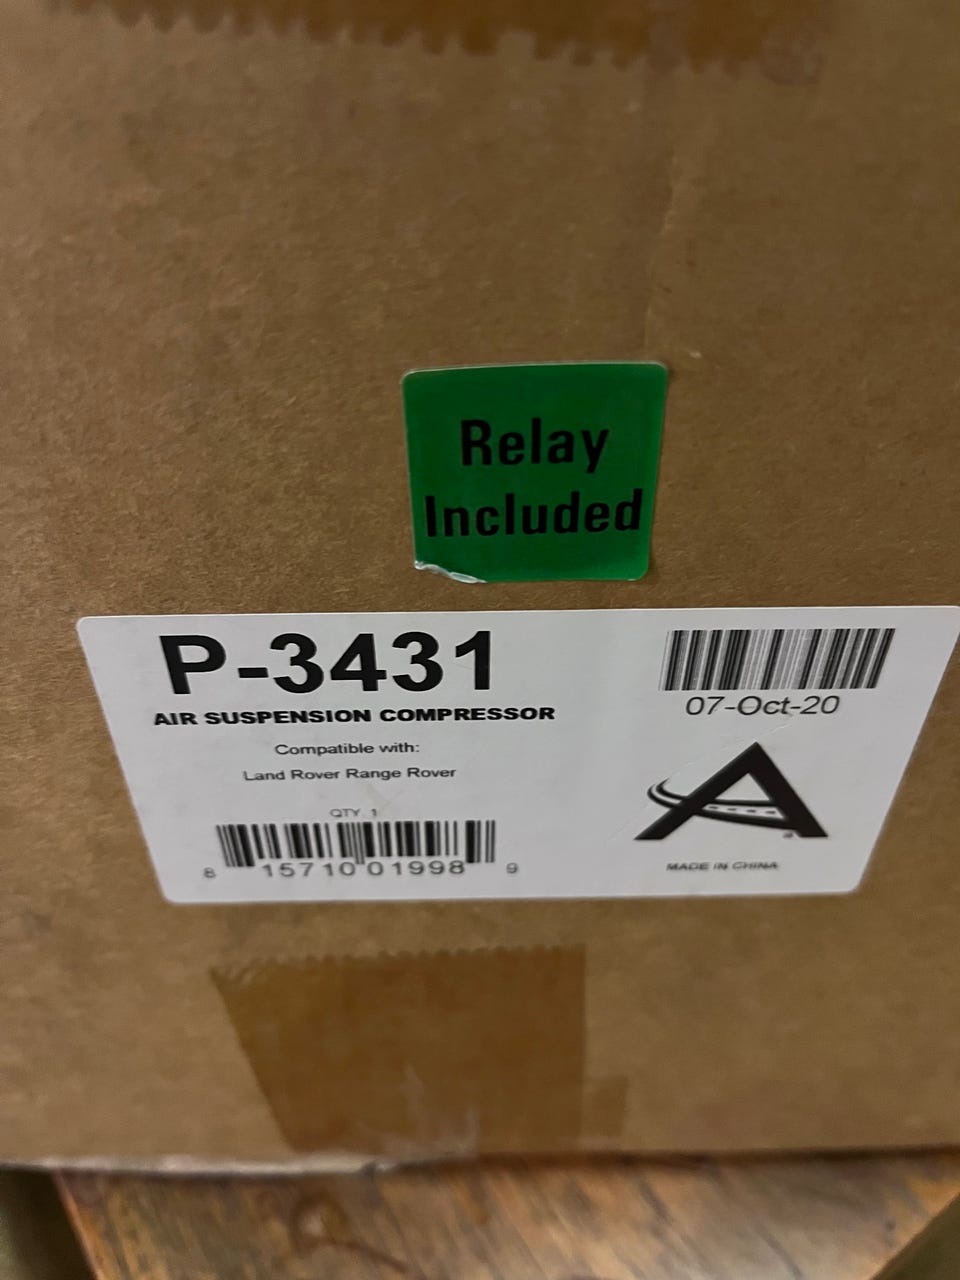 Relay
Included
P-3431
AIR SUSPENSION COMPRESSOR
Compatible with:
Land Rover Range Rover
QTY. 1
8 15710 01998 9
07-Oct-20
A
MADE IN CHINA